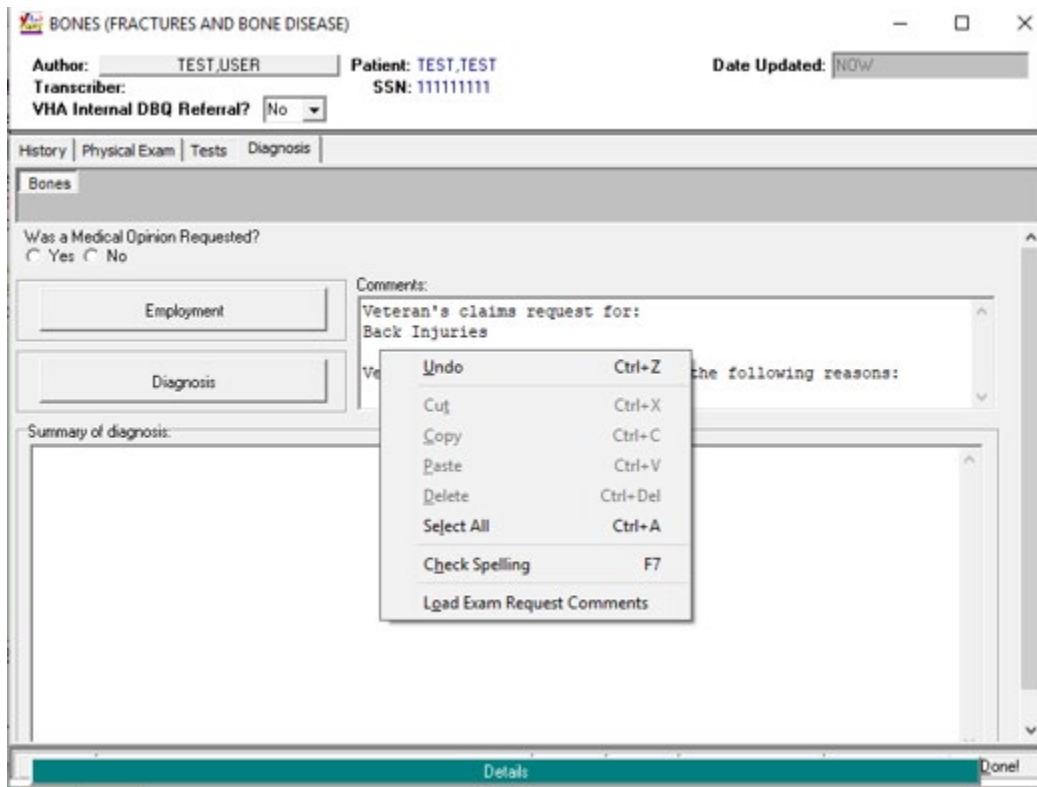 BONES (FRACTURES AND BONE DISEASE)
Author: TEST,USER Patient: TEST,TEST Date Updated: NOW
Transcriber: SSN: 111111111
VHA Internal DBQ Referral? No
History Physical Exam Tests Diagnosis
Bones
Was a Medical Opinion Requested?
Yes No
Comments:
Employment
Veteran's claims request for:
Back Injuries
Diagnosis
Ve the following reasons:
Undo Ctrl+Z
Cut Ctrl+X
Copy Ctrl+C
Paste Ctrl+V
Delete Ctrl+Del
Select All Ctrl+A
Check Spelling F7
Load Exam Request Comments
Summary of diagnosis:
Details
Done!